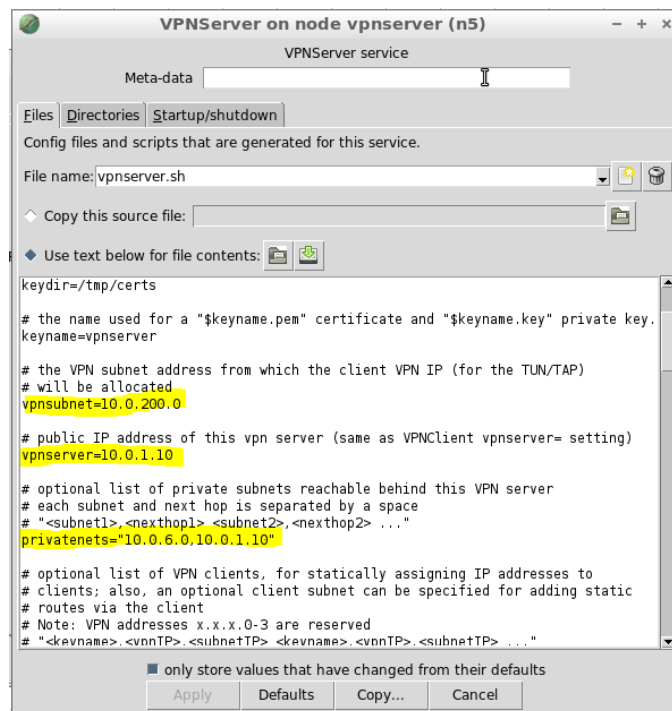 VPNServer on node vpnserver (n5)
VPNServer service
Meta-data
Files Directories Startup/shutdown
Config files and scripts that are generated for this service.
File name: vpnserver.sh
Copy this source file:
Use text below for file contents:
keydir=/tmp/certs
# the name used for a "$keyname.pem" certificate and "$keyname.key" private key.
keyname=vpnserver
# the VPN subnet address from which the client VPN IP (for the TUN/TAP)
# will be allocated
vpnsubnet=10.0.200.0
# public IP address of this vpn server (same as VPNClient vpnserver= setting)
vpnserver=10.0.1.10
# optional list of private subnets reachable behind this VPN server
# each subnet and next hop is separated by a space
# "<subnet1>,<nexthop1> <subnet2>,<nexthop2> ..."
privatenets="10.0.6.0,10.0.1.10"
# optional list of VPN clients, for statically assigning IP addresses to
# clients; also, an optional client subnet can be specified for adding static
# routes via the client
# Note: VPN addresses x.x.x.0-3 are reserved
# "<keyname>,<vpnIP>,<subnetIP> <keyname>,<vpnIP>,<subnetIP> ..."
only store values that have changed from their defaults
Apply Defaults Copy... Cancel